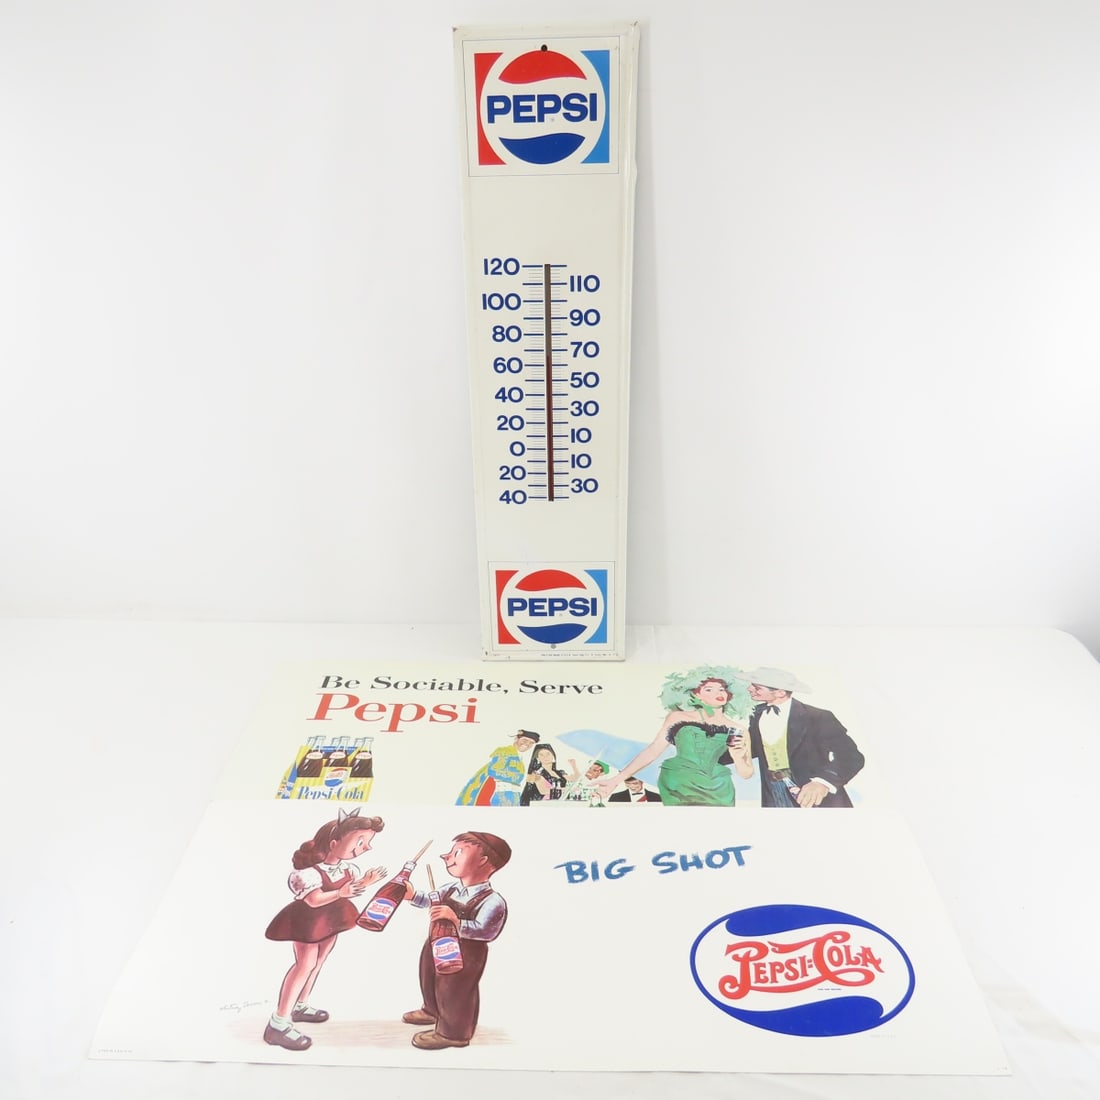 PEPSI
120
110
100
90
80
70
60
50
40
30
20
10
0
10
20
30
40
PEPSI
Be Sociable, Serve
Pepsi
Pepsi-Cola
BIG SHOT
PEPSI=COLA